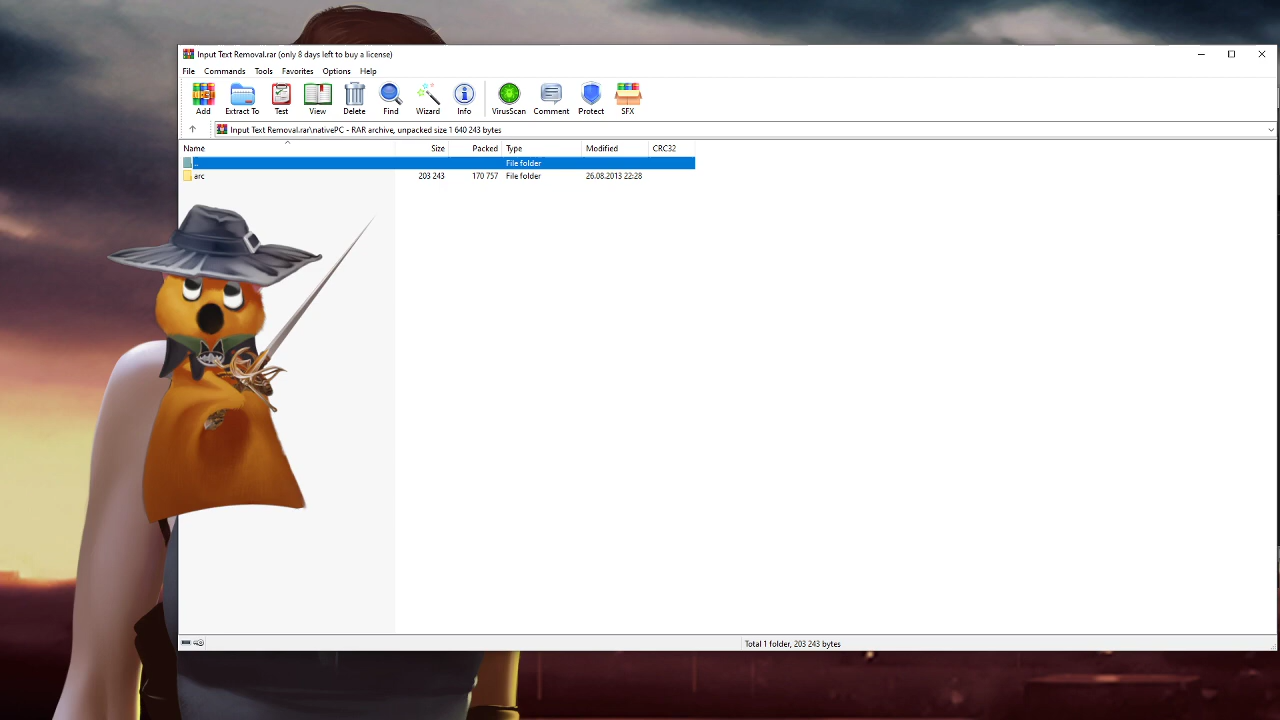 Input Text Removal.rar (only 8 days left to buy a license)
File Commands Tools Favorites Options Help
Add Extract To Test View Delete Find Wizard Info VirusScan Comment Protect SFX
Input Text Removal.rar\nativePC - RAR archive, unpacked size 1 640 243 bytes
Name Size Packed Type Modified CRC32
.. File folder
arc 203 243 170 757 File folder 26.08.2013 22:28
Total 1 folder, 203 243 bytes